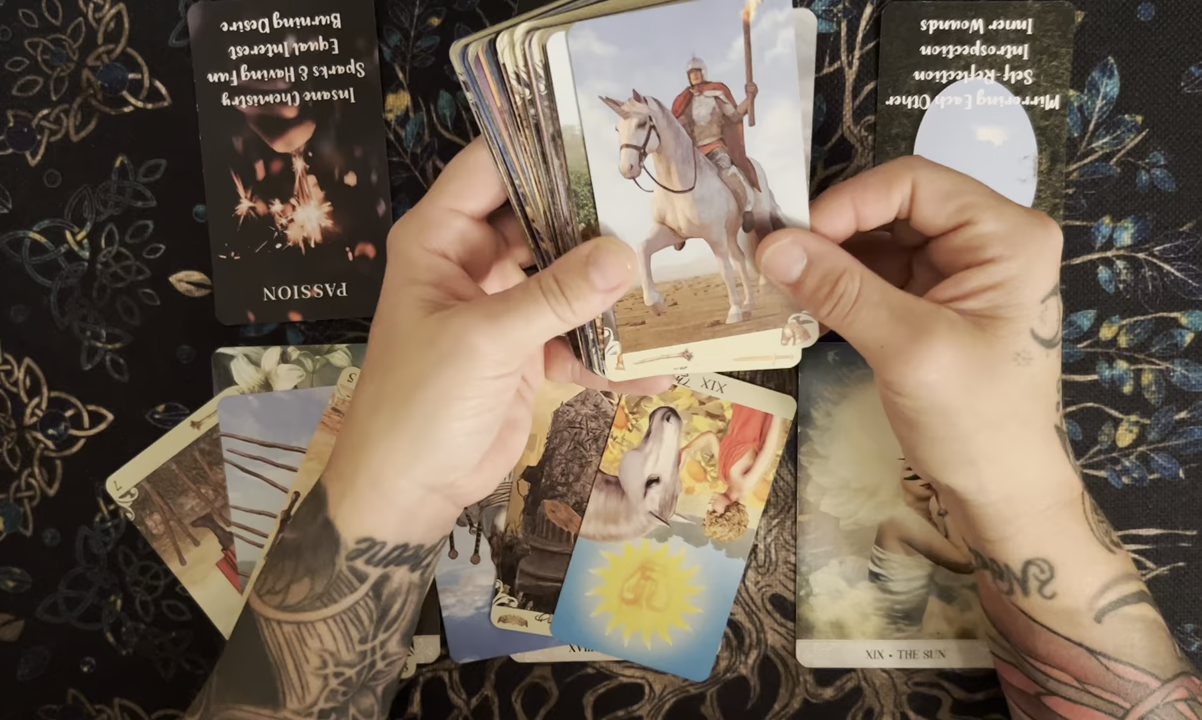 PASSION
Insane Chemistry
Sparks & Having Fun
Equal Interest
Burning Desire
Mirroring Each Other
Self-Reflection
Introspection
Inner Wounds
XIX
7
XIX • THE SUN